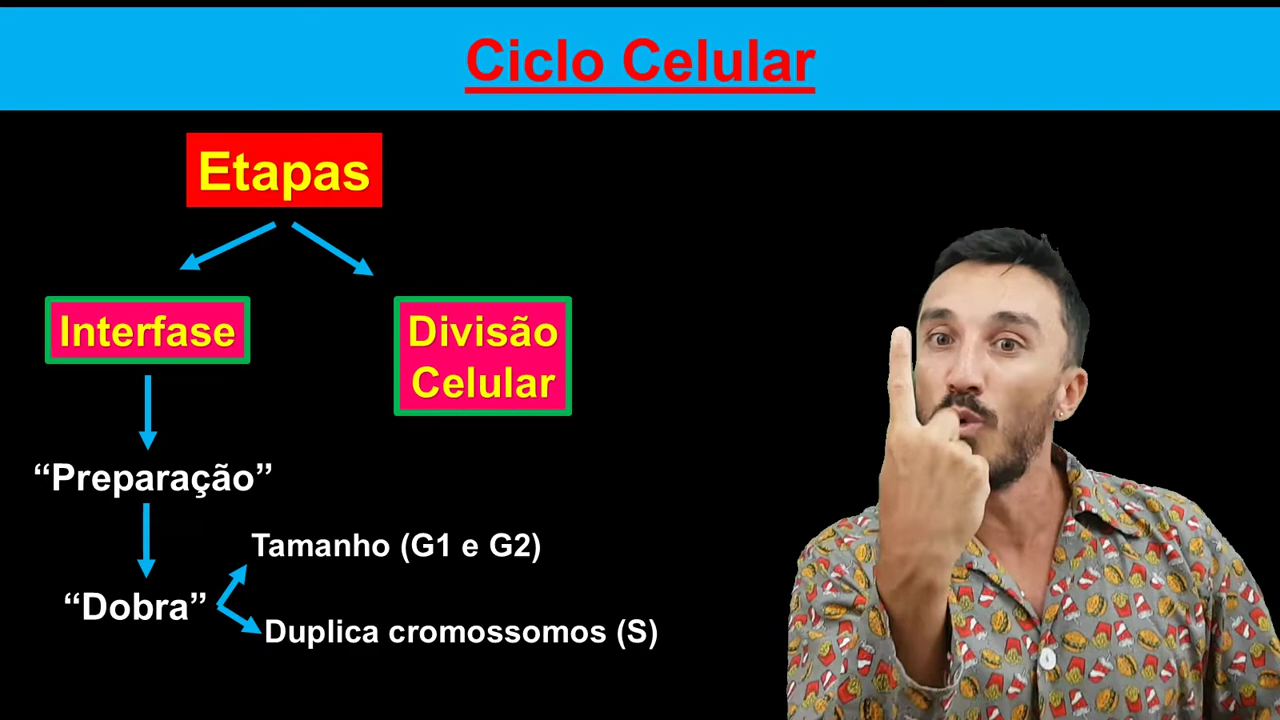 Ciclo Celular
Etapas
Interfase
Divisão
Celular
“Preparação”
Tamanho (G1 e G2)
“Dobra”
Duplica cromossomos (S)